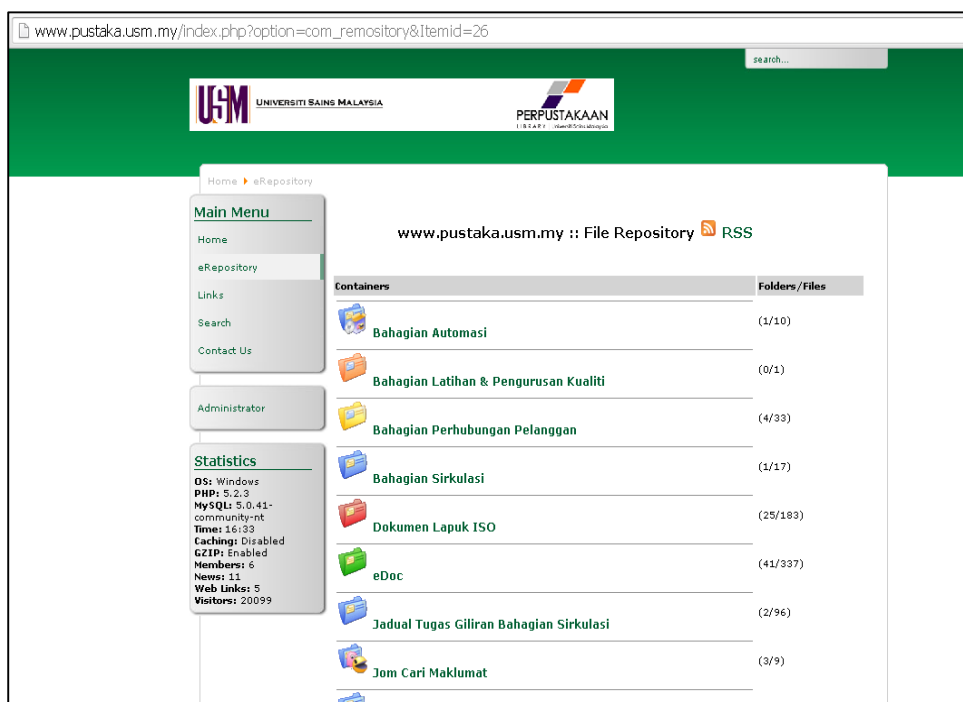 www.pustaka.usm.my/index.php?option=com_remository&Itemid=26
search...
USM UNIVERSITI SAINS MALAYSIA
PERPUSTAKAAN
Home eRepository
Main Menu
Home
eRepository
Links
Search
Contact Us
Administrator
Statistics
OS: Windows
PHP: 5.2.3
MySQL: 5.0.41-
community-nt
Time: 16:33
Caching: Disabled
GZIP: Enabled
Members: 6
News: 11
Web Links: 5
Visitors: 20099
www.pustaka.usm.my :: File Repository RSS
Containers Folders/Files
Bahagian Automasi (1/10)
Bahagian Latihan & Pengurusan Kualiti (0/1)
Bahagian Perhubungan Pelanggan (4/33)
Bahagian Sirkulasi (1/17)
Dokumen Lapuk ISO (25/183)
eDoc (41/337)
Jadual Tugas Giliran Bahagian Sirkulasi (2/96)
Jom Cari Maklumat (3/9)